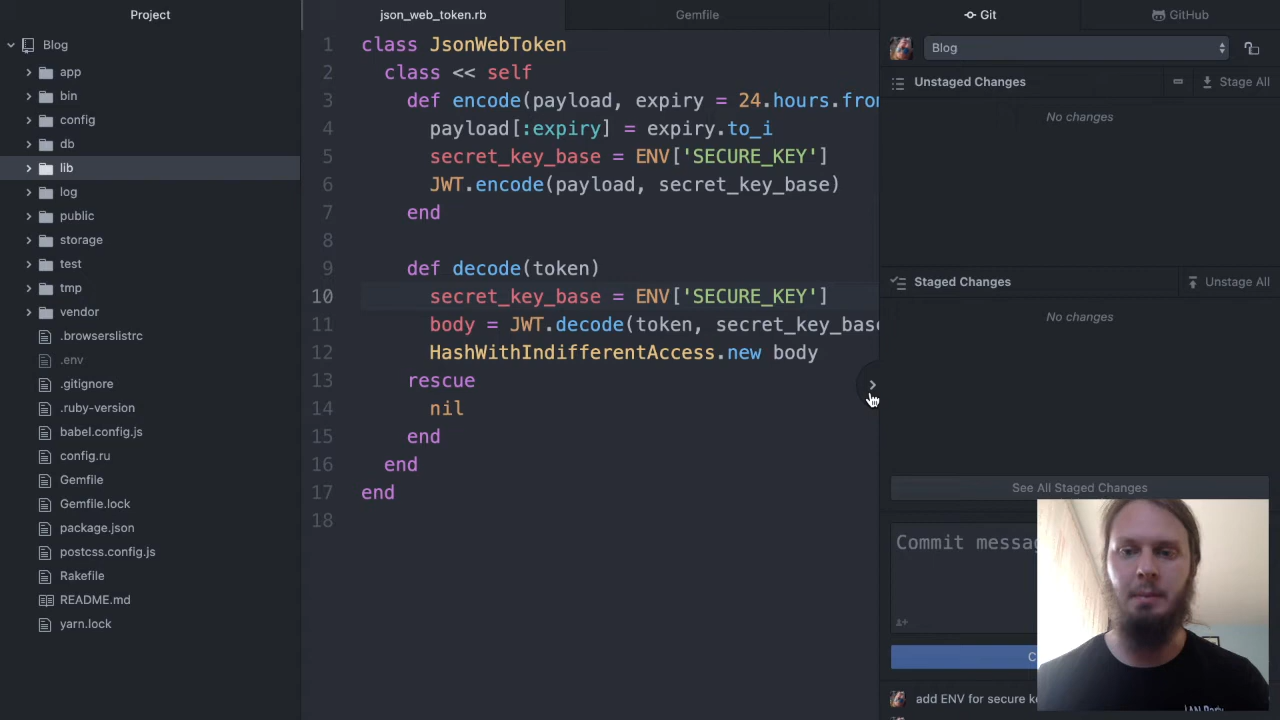 Project
json_web_token.rb
Gemfile
Git
GitHub
Blog
app
bin
config
db
lib
log
public
storage
test
tmp
vendor
.browserslistrc
.env
.gitignore
.ruby-version
babel.config.js
config.ru
Gemfile
Gemfile.lock
package.json
postcss.config.js
Rakefile
README.md
yarn.lock
1 class JsonWebToken
2 class << self
3 def encode(payload, expiry = 24.hours.fro
4 payload[:expiry] = expiry.to_i
5 secret_key_base = ENV['SECURE_KEY']
6 JWT.encode(payload, secret_key_base)
7 end
8
9 def decode(token)
10 secret_key_base = ENV['SECURE_KEY']
11 body = JWT.decode(token, secret_key_base
12 HashWithIndifferentAccess.new body
13 rescue
14 nil
15 end
16 end
17 end
18
Blog
Unstaged Changes
Stage All
No changes
Staged Changes
Unstage All
No changes
See All Staged Changes
Commit messa
C
add ENV for secure k